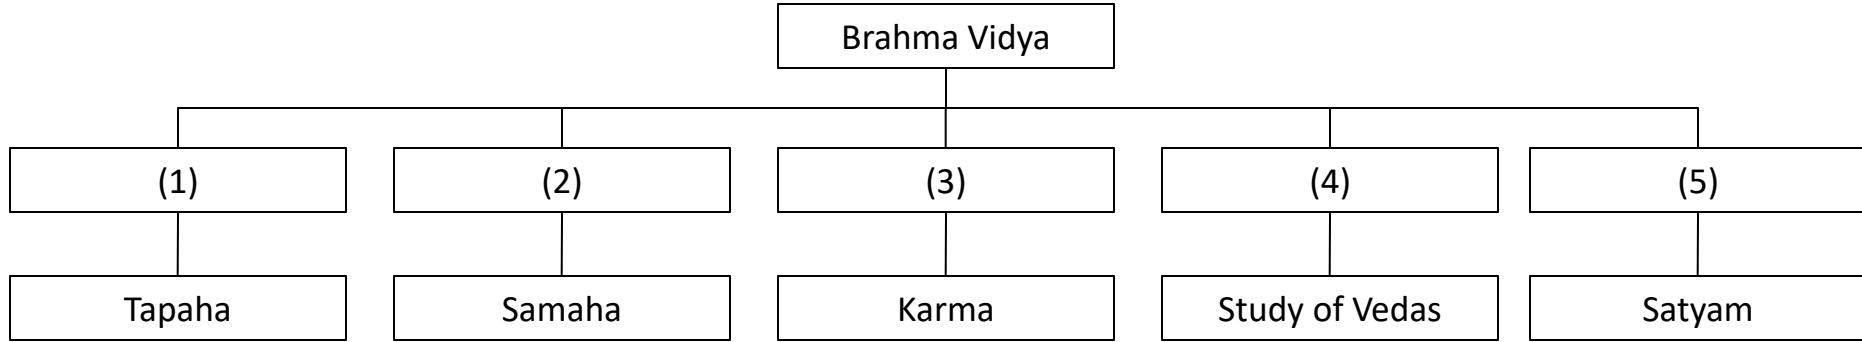 Brahma Vidya
(1)
(2)
(3)
(4)
(5)
Tapaha
Samaha
Karma
Study of Vedas
Satyam